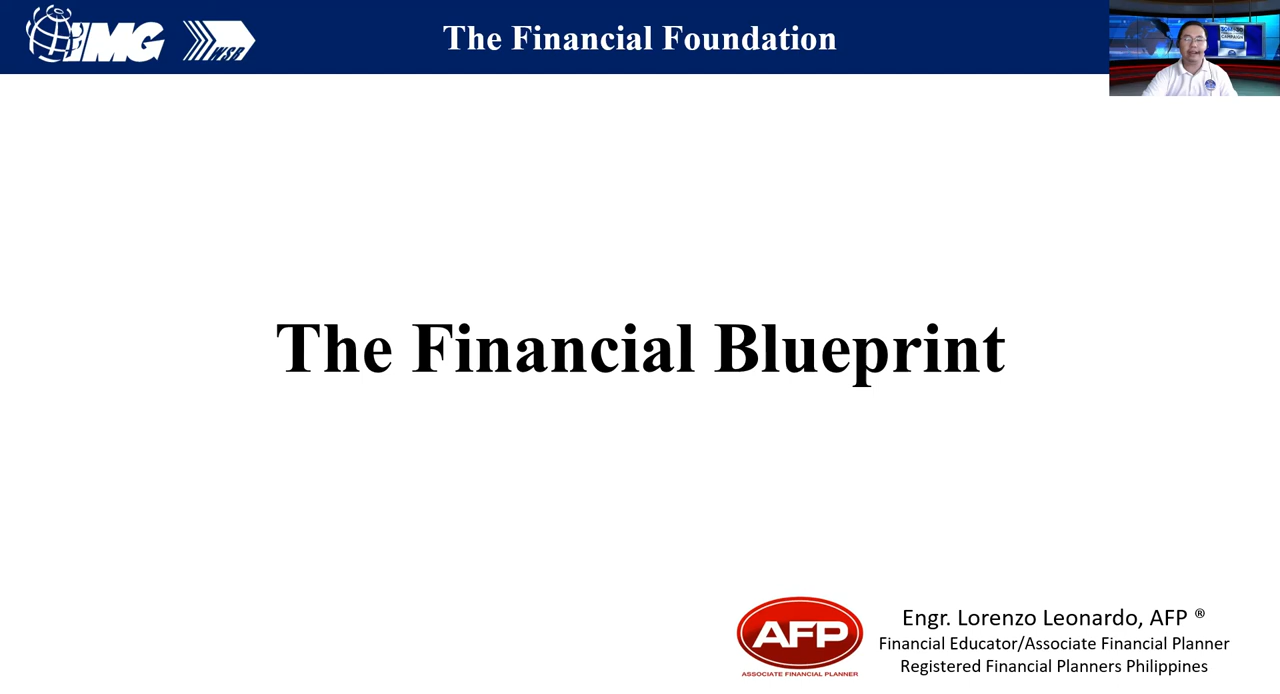 IMG
WSB
The Financial Foundation
The Financial Blueprint
AFP
ASSOCIATE FINANCIAL PLANNER
Engr. Lorenzo Leonardo, AFP ®
Financial Educator/Associate Financial Planner
Registered Financial Planners Philippines